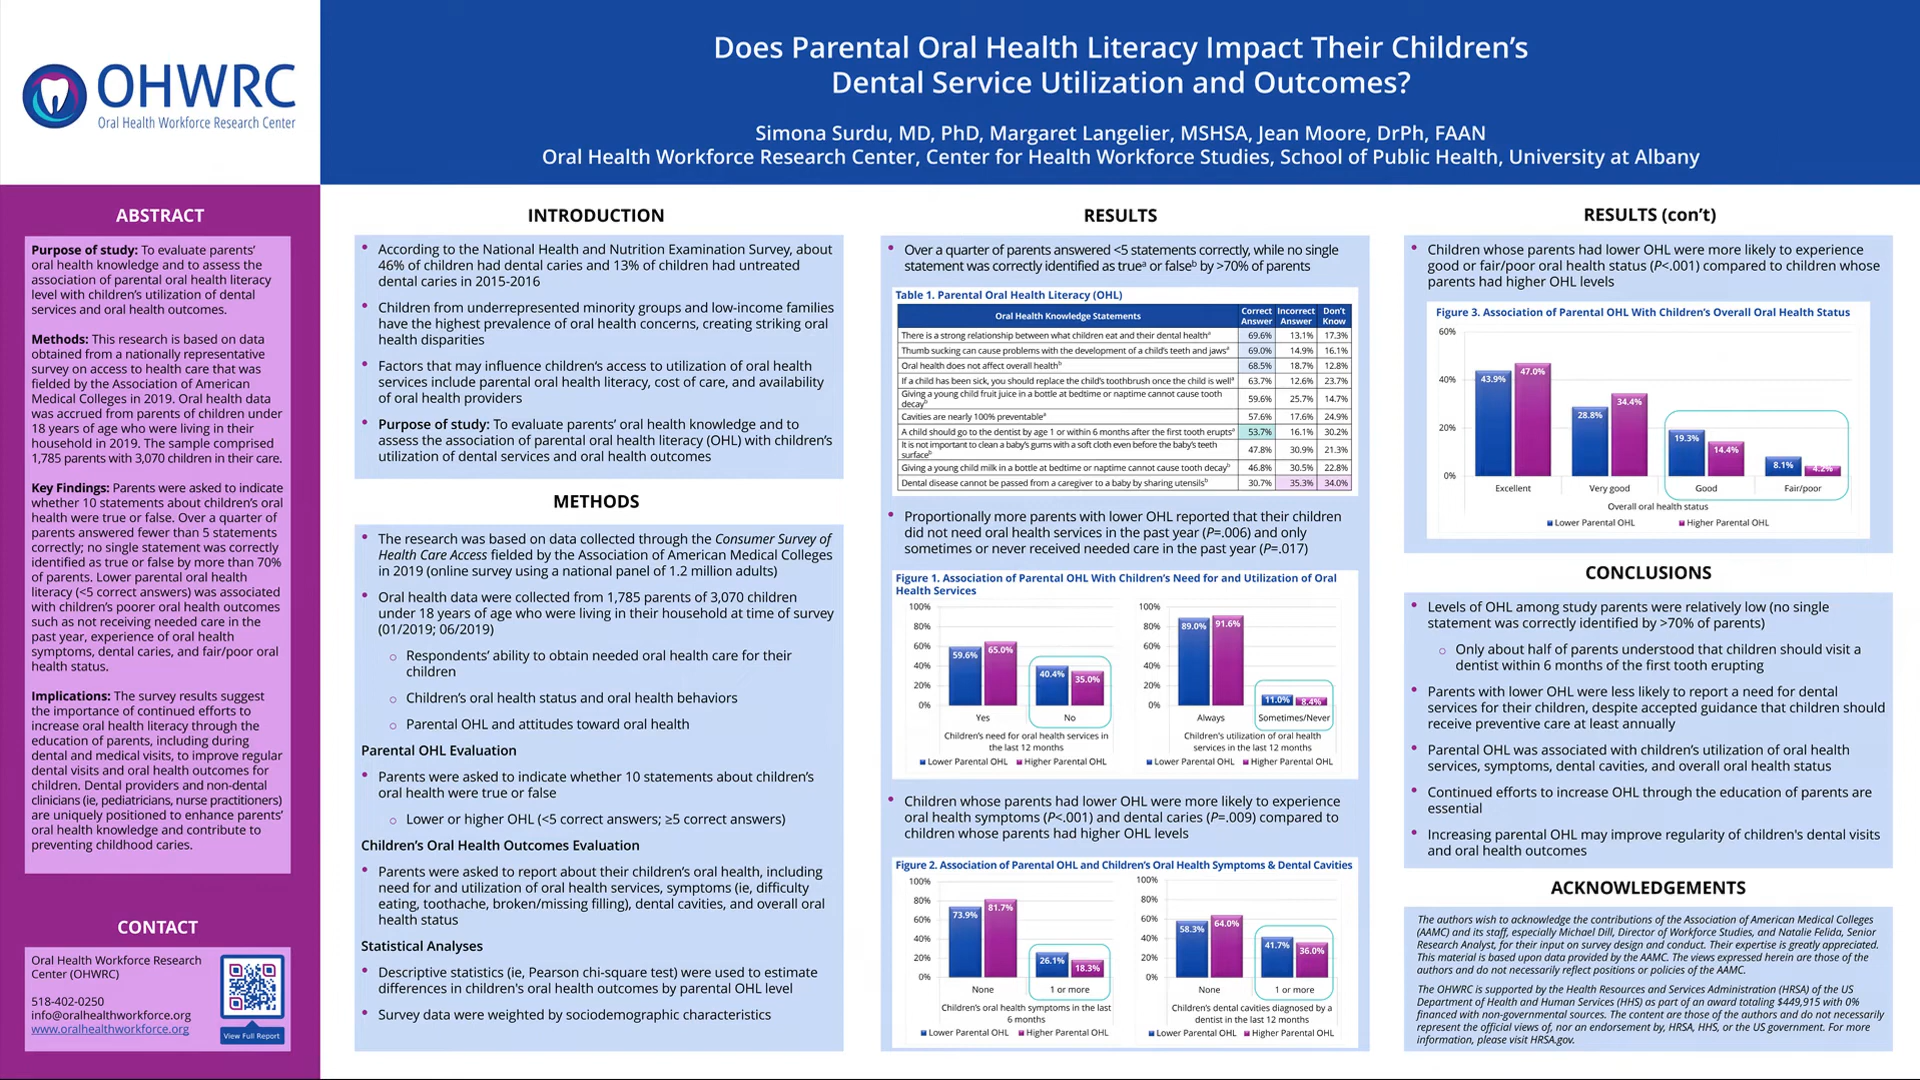 OHWRC
Oral Health Workforce Research Center
Does Parental Oral Health Literacy Impact Their Children’s
Dental Service Utilization and Outcomes?
Simona Surdu, MD, PhD, Margaret Langelier, MSHSA, Jean Moore, DrPh, FAAN
Oral Health Workforce Research Center, Center for Health Workforce Studies, School of Public Health, University at Albany
ABSTRACT
Purpose of study: To evaluate parents’
oral health knowledge and to assess the
association of parental oral health literacy
level with children’s utilization of dental
services and oral health outcomes.
Methods: This research is based on data
obtained from a nationally representative
survey on access to health care that was
fielded by the Association of American
Medical Colleges in 2019. Oral health data
was accrued from parents of children under
18 years of age who were living in their
household in 2019. The sample comprised
1,785 parents with 3,070 children in their care.
Key Findings: Parents were asked to indicate
whether 10 statements about children’s oral
health were true or false. Over a quarter of
parents answered fewer than 5 statements
correctly; no single statement was correctly
identified as true or false by more than 70%
of parents. Lower parental oral health
literacy (<5 correct answers) was associated
with children’s poorer oral health outcomes
such as not receiving needed care in the
past year, experience of oral health
symptoms, dental caries, and fair/poor oral
health status.
Implications: The survey results suggest
the importance of continued efforts to
increase oral health literacy through the
education of parents, including during
dental and medical visits, to improve regular
dental visits and oral health outcomes for
children. Dental providers and non-dental
clinicians (ie, pediatricians, nurse practitioners)
are uniquely positioned to enhance parents’
oral health knowledge and contribute to
preventing childhood caries.
CONTACT
Oral Health Workforce Research
Center (OHWRC)
518-402-0250
info@oralhealthworkforce.org
www.oralhealthworkforce.org
View Full Report
INTRODUCTION
• According to the National Health and Nutrition Examination Survey, about
46% of children had dental caries and 13% of children had untreated
dental caries in 2015-2016
• Children from underrepresented minority groups and low-income families
have the highest prevalence of oral health concerns, creating striking oral
health disparities
• Factors that may influence children’s access to utilization of oral health
services include parental oral health literacy, cost of care, and availability
of oral health providers
• Purpose of study: To evaluate parents’ oral health knowledge and to
assess the association of parental oral health literacy (OHL) with children’s
utilization of dental services and oral health outcomes
METHODS
• The research was based on data collected through the Consumer Survey of
Health Care Access fielded by the Association of American Medical Colleges
in 2019 (online survey using a national panel of 1.2 million adults)
• Oral health data were collected from 1,785 parents of 3,070 children
under 18 years of age who were living in their household at time of survey
(01/2019; 06/2019)
○ Respondents’ ability to obtain needed oral health care for their
children
○ Children’s oral health status and oral health behaviors
○ Parental OHL and attitudes toward oral health
Parental OHL Evaluation
• Parents were asked to indicate whether 10 statements about children’s
oral health were true or false
○ Lower or higher OHL (<5 correct answers; ≥5 correct answers)
Children’s Oral Health Outcomes Evaluation
• Parents were asked to report about their children’s oral health, including
need for and utilization of oral health services, symptoms (ie, difficulty
eating, toothache, broken/missing filling), dental cavities, and overall oral
health status
Statistical Analyses
• Descriptive statistics (ie, Pearson chi-square test) were used to estimate
differences in children's oral health outcomes by parental OHL level
• Survey data were weighted by sociodemographic characteristics
RESULTS
• Over a quarter of parents answered <5 statements correctly, while no single
statement was correctly identified as trueᵃ or falseᵇ by >70% of parents
Table 1. Parental Oral Health Literacy (OHL)
Oral Health Knowledge Statements Correct Answer Incorrect Answer Don’t Know
There is a strong relationship between what children eat and their dental healthᵃ 69.6% 13.1% 17.3%
Thumb sucking can cause problems with the development of a child’s teeth and jawsᵃ 69.0% 14.9% 16.1%
Oral health does not affect overall healthᵇ 68.5% 18.7% 12.8%
If a child has been sick, you should replace the child’s toothbrush once the child is wellᵃ 63.7% 12.6% 23.7%
Giving a young child fruit juice in a bottle at bedtime or naptime cannot cause tooth
decayᵇ 59.6% 25.7% 14.7%
Cavities are nearly 100% preventableᵃ 57.6% 17.6% 24.9%
A child should go to the dentist by age 1 or within 6 months after the first tooth eruptsᵃ 53.7% 16.1% 30.2%
It is not important to clean a baby’s gums with a soft cloth even before the baby’s teeth
surfaceᵇ 47.8% 30.9% 21.3%
Giving a young child milk in a bottle at bedtime or naptime cannot cause tooth decayᵇ 46.8% 30.5% 22.8%
Dental disease cannot be passed from a caregiver to a baby by sharing utensilsᵇ 30.7% 35.3% 34.0%
• Proportionally more parents with lower OHL reported that their children
did not need oral health services in the past year (P=.006) and only
sometimes or never received needed care in the past year (P=.017)
Figure 1. Association of Parental OHL With Children’s Need for and Utilization of Oral
Health Services
100%
80%
60%
40%
20%
0%
59.6% 65.0%
40.4% 35.0%
Yes No
Children’s need for oral health services in
the last 12 months
Lower Parental OHL Higher Parental OHL
100%
80%
60%
40%
20%
0%
89.0% 91.6%
11.0% 8.4%
Always Sometimes/Never
Children’s utilization of oral health
services in the last 12 months
Lower Parental OHL Higher Parental OHL
• Children whose parents had lower OHL were more likely to experience
oral health symptoms (P<.001) and dental caries (P=.009) compared to
children whose parents had higher OHL levels
Figure 2. Association of Parental OHL and Children’s Oral Health Symptoms & Dental Cavities
100%
80%
60%
40%
20%
0%
73.9% 81.7%
26.1% 18.3%
None 1 or more
Children’s oral health symptoms in the last
6 months
Lower Parental OHL Higher Parental OHL
100%
80%
60%
40%
20%
0%
58.3% 64.0%
41.7% 36.0%
None 1 or more
Children’s dental cavities diagnosed by a
dentist in the last 12 months
Lower Parental OHL Higher Parental OHL
RESULTS (con’t)
• Children whose parents had lower OHL were more likely to experience
good or fair/poor oral health status (P<.001) compared to children whose
parents had higher OHL levels
Figure 3. Association of Parental OHL With Children’s Overall Oral Health Status
60%
40%
20%
0%
43.9% 47.0%
28.8% 34.4%
19.3% 14.4%
8.1% 4.2%
Excellent Very good Good Fair/poor
Overall oral health status
Lower Parental OHL Higher Parental OHL
CONCLUSIONS
• Levels of OHL among study parents were relatively low (no single
statement was correctly identified by >70% of parents)
○ Only about half of parents understood that children should visit a
dentist within 6 months of the first tooth erupting
• Parents with lower OHL were less likely to report a need for dental
services for their children, despite accepted guidance that children should
receive preventive care at least annually
• Parental OHL was associated with children’s utilization of oral health
services, symptoms, dental cavities, and overall oral health status
• Continued efforts to increase OHL through the education of parents are
essential
• Increasing parental OHL may improve regularity of children's dental visits
and oral health outcomes
ACKNOWLEDGEMENTS
The authors wish to acknowledge the contributions of the Association of American Medical Colleges
(AAMC) and its staff, especially Michael Dill, Director of Workforce Studies, and Natalie Felida, Senior
Research Analyst, for their input on survey design and conduct. Their expertise is greatly appreciated.
This material is based upon data provided by the AAMC. The views expressed herein are those of the
authors and do not necessarily reflect positions or policies of the AAMC.
The OHWRC is supported by the Health Resources and Services Administration (HRSA) of the US
Department of Health and Human Services (HHS) as part of an award totaling $449,915 with 0%
financed with non-governmental sources. The content are those of the authors and do not necessarily
represent the official views of, nor an endorsement by, HRSA, HHS, or the US government. For more
information, please visit HRSA.gov.